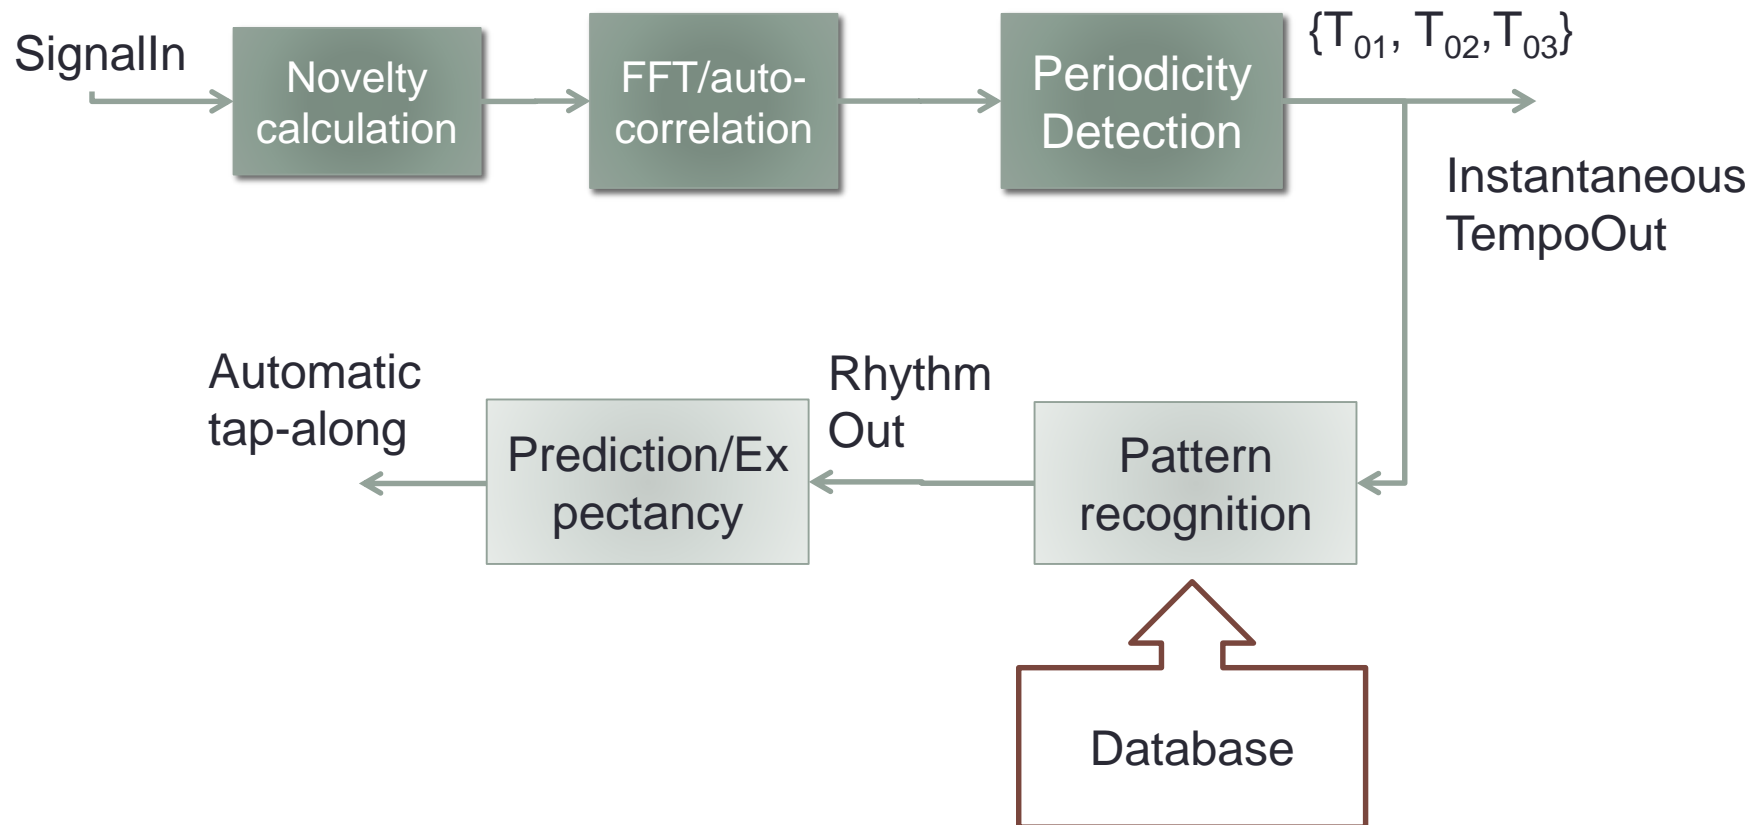 SignalIn
Novelty
calculation
FFT/auto-
correlation
Periodicity
Detection
{T₀₁, T₀₂,T₀₃}
Instantaneous
TempoOut
Automatic
tap-along
Prediction/Ex
pectancy
Rhythm
Out
Pattern
recognition
Database